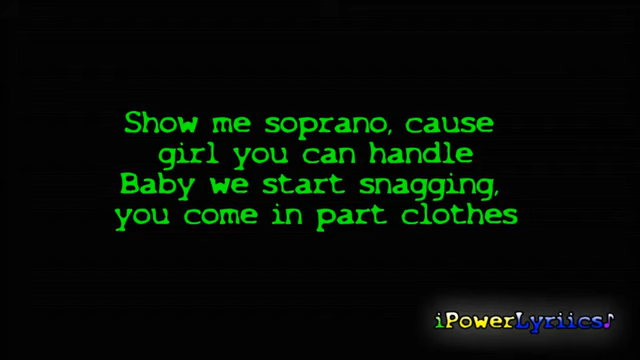 Show me soprano, cause
girl you can handle
Baby we start snagging,
you come in part clothes
iPowerLyriics♪